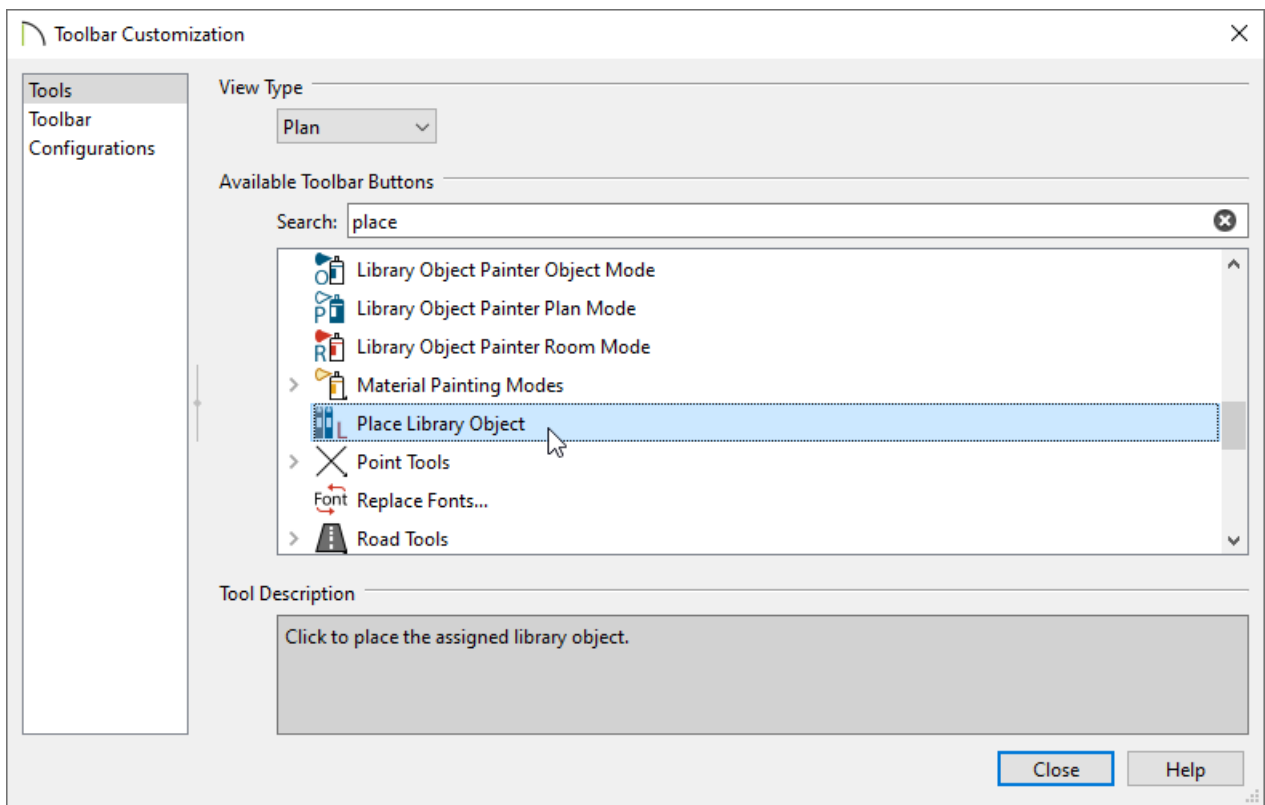 Toolbar Customization
Tools
Toolbar
Configurations
View Type
Plan
Available Toolbar Buttons
Search: place
O Library Object Painter Object Mode
P Library Object Painter Plan Mode
R Library Object Painter Room Mode
Material Painting Modes
L Place Library Object
Point Tools
Font Replace Fonts...
Road Tools
Tool Description
Click to place the assigned library object.
Close Help